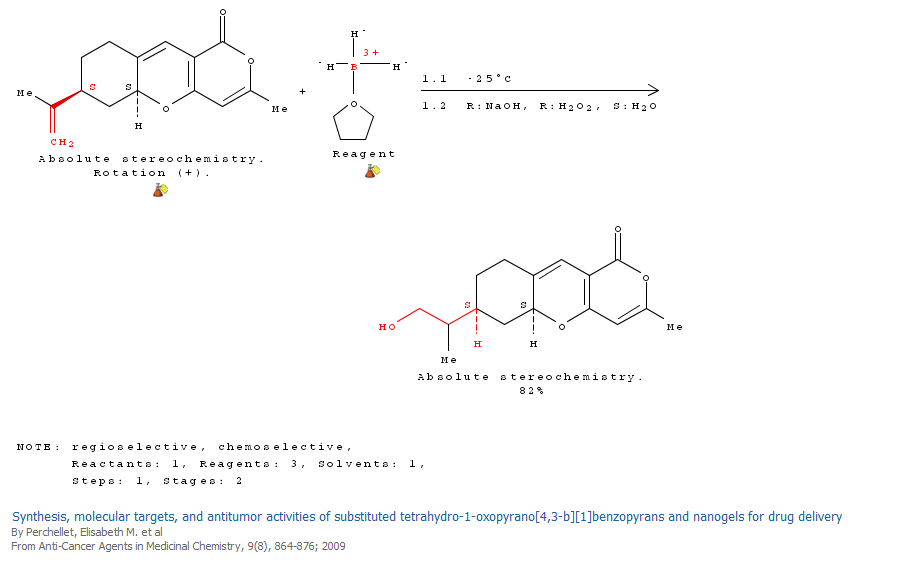 O
O
Me
S
S
O
Me
H
CH2
Absolute stereochemistry.
Rotation (+).
+
H -
3 +
- H B H -
O
Reagent
1.1 -25°C
1.2 R:NaOH, R:H2O2, S:H2O
O
O
S
S
HO
O
Me
H
H
Me
Absolute stereochemistry.
82%
NOTE: regioselective, chemoselective,
Reactants: 1, Reagents: 3, Solvents: 1,
Steps: 1, Stages: 2
Synthesis, molecular targets, and antitumor activities of substituted tetrahydro-1-oxopyrano[4,3-b][1]benzopyrans and nanogels for drug delivery
By Perchellet, Elisabeth M. et al
From Anti-Cancer Agents in Medicinal Chemistry, 9(8), 864-876; 2009